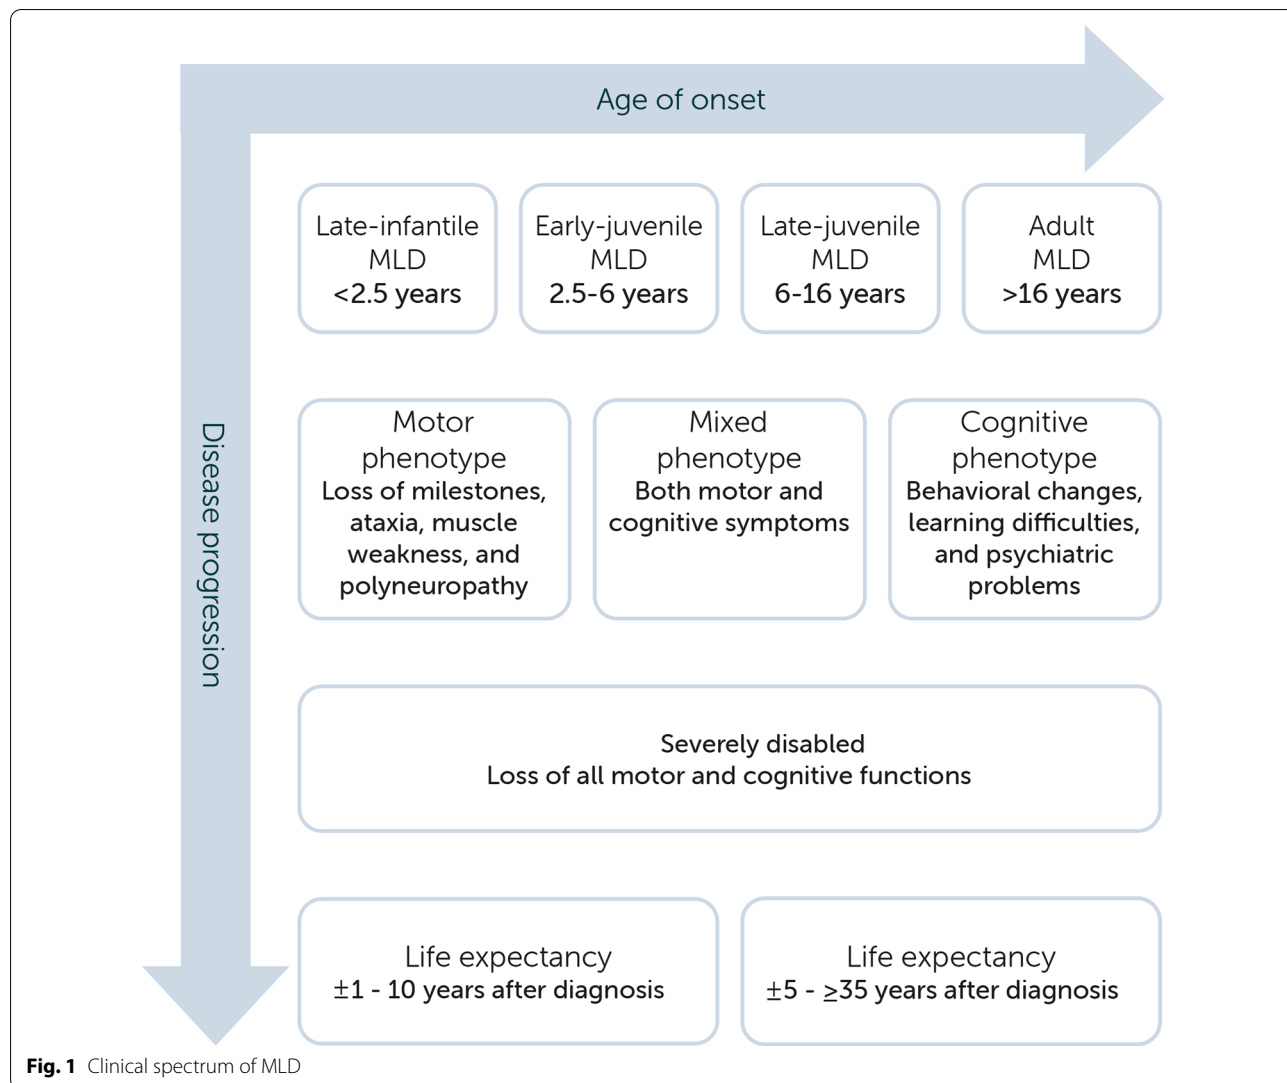 Age of onset
Late-infantile
MLD
<2.5 years
Early-juvenile
MLD
2.5-6 years
Late-juvenile
MLD
6-16 years
Adult
MLD
>16 years
Disease progression
Motor
phenotype
Loss of milestones,
ataxia, muscle
weakness, and
polyneuropathy
Mixed
phenotype
Both motor and
cognitive symptoms
Cognitive
phenotype
Behavioral changes,
learning difficulties,
and psychiatric
problems
Severely disabled
Loss of all motor and cognitive functions
Life expectancy
±1 - 10 years after diagnosis
Life expectancy
±5 - ≥35 years after diagnosis
Fig. 1 Clinical spectrum of MLD